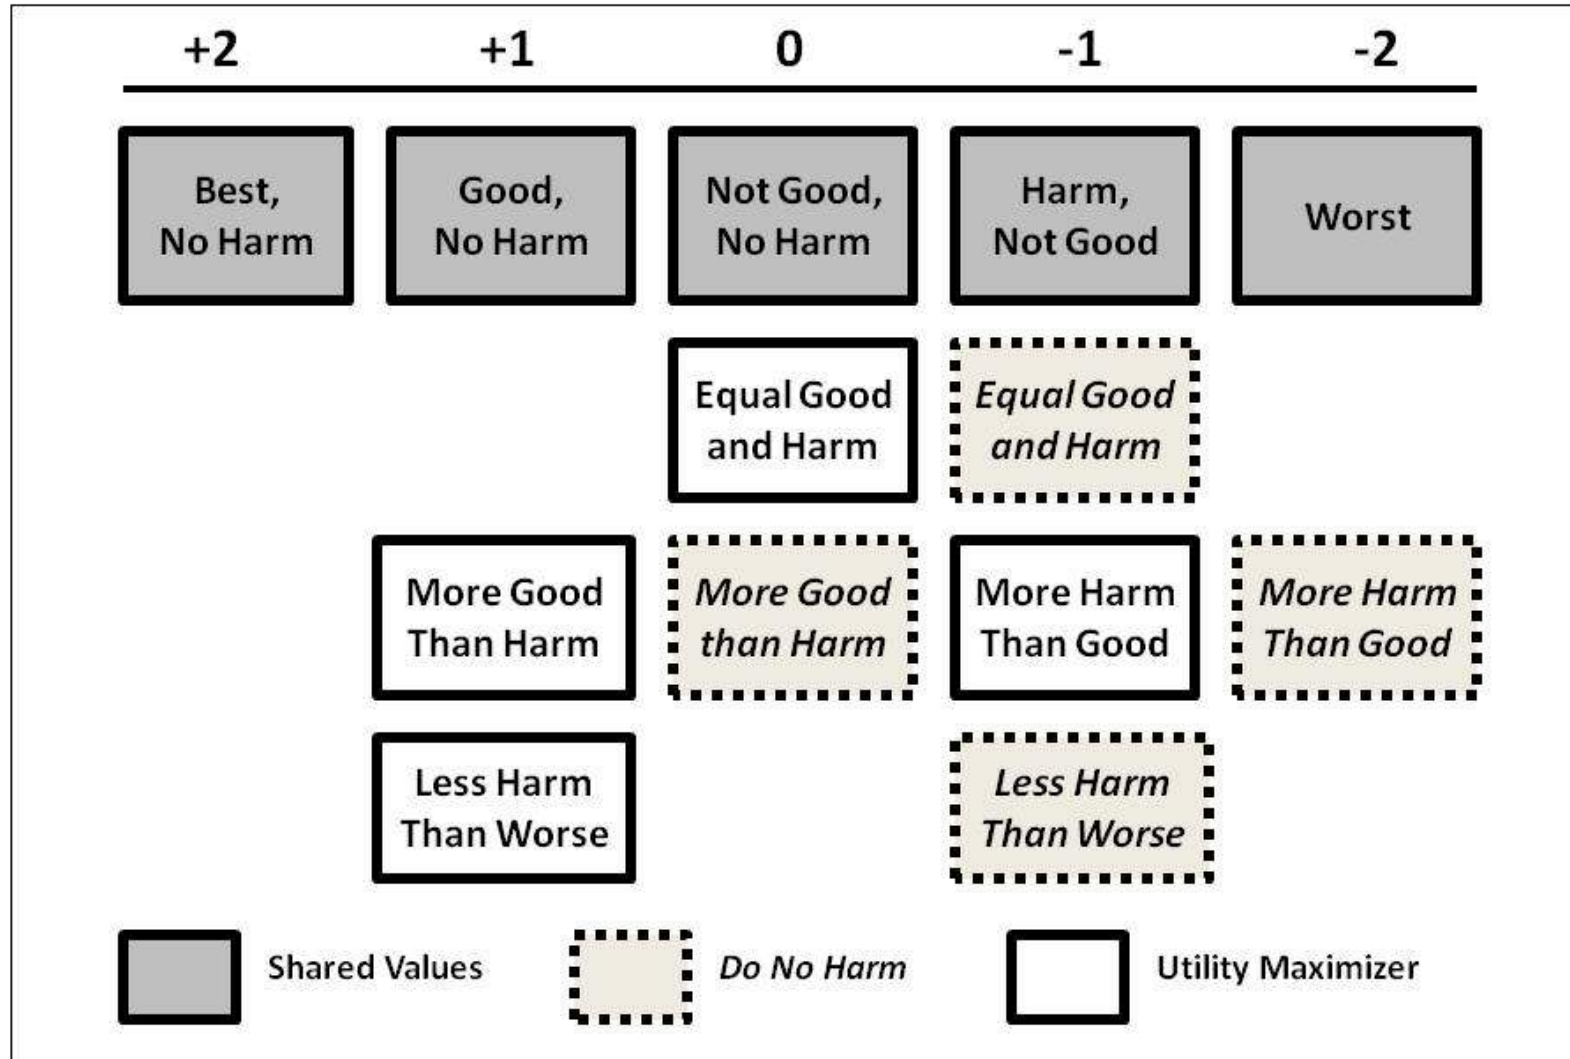 +2 +1 0 -1 -2
Best,
No Harm
Good,
No Harm
Not Good,
No Harm
Harm,
Not Good
Worst
Equal Good
and Harm
Equal Good
and Harm
More Good
Than Harm
More Good
than Harm
More Harm
Than Good
More Harm
Than Good
Less Harm
Than Worse
Less Harm
Than Worse
Shared Values
Do No Harm
Utility Maximizer